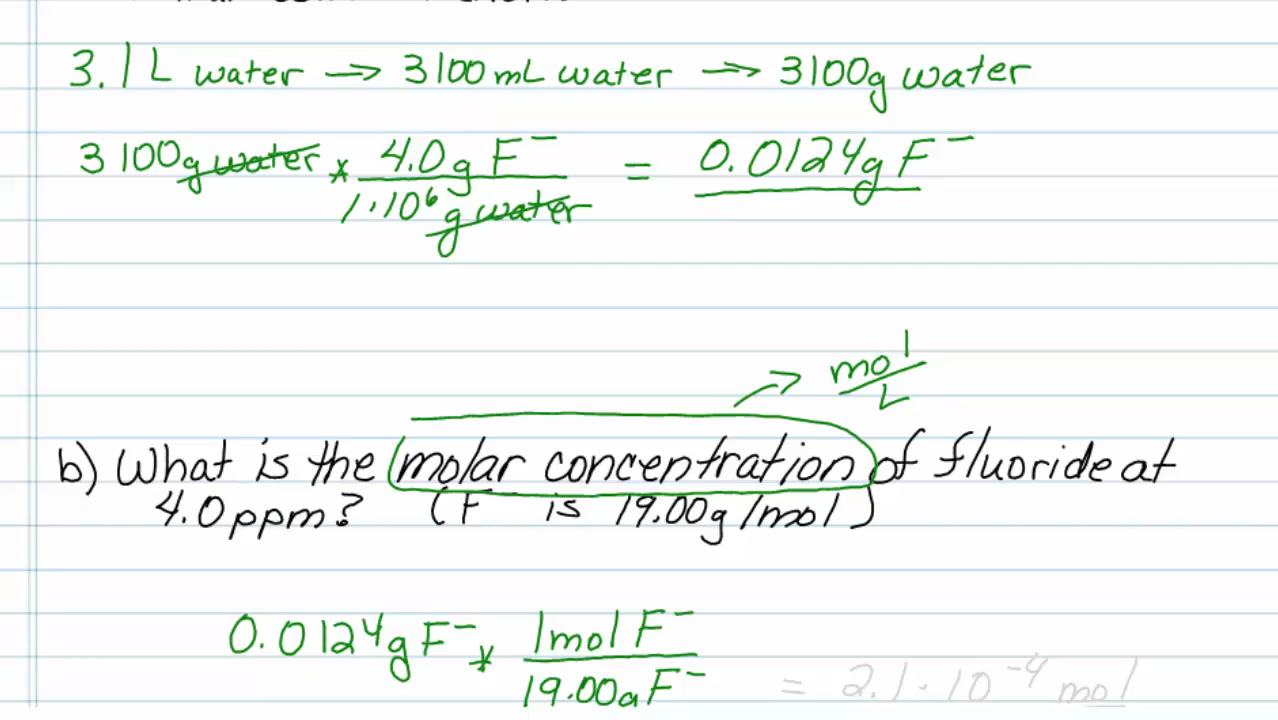 3.1 L water → 3100 mL water → 3100g water
3100g water * 4.0g F⁻ / 1·10⁶ g water = 0.0124g F⁻
mol / L
b) What is the molar concentration of fluoride at
4.0 ppm? (F is 19.00g/mol)
0.0124g F⁻ * 1mol F⁻ / 19.00g F⁻ = 2.1·10⁻⁴ mol